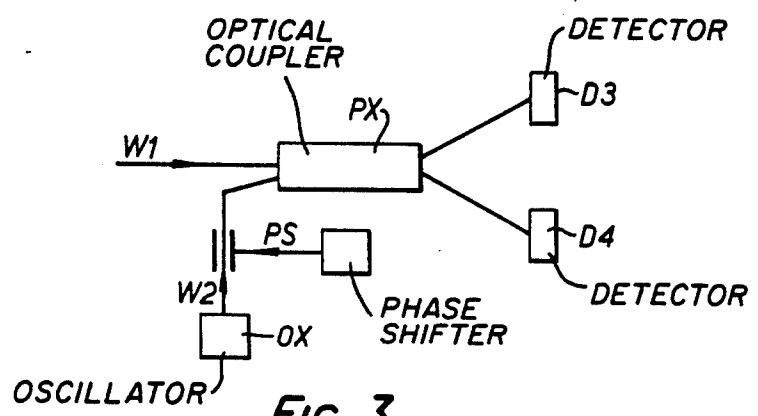 OPTICAL
COUPLER
DETECTOR
PX
D3
W1
PS
D4
W2
DETECTOR
PHASE
SHIFTER
OX
OSCILLATOR
FIG. 3